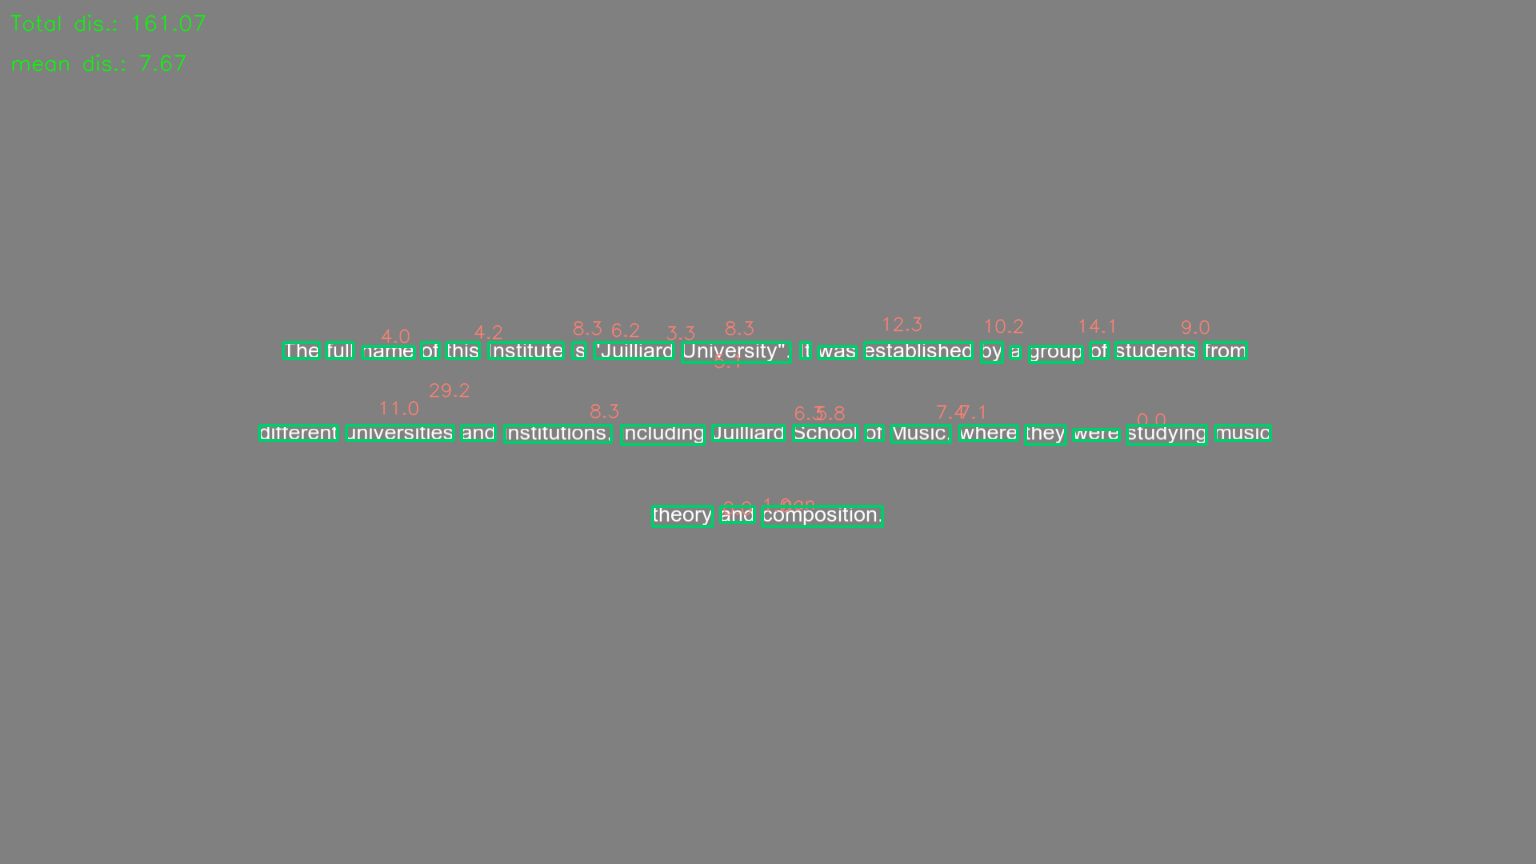 Total dis.: 161.07
mean dis.: 7.67
4.0 4.2 8.3 6.2 3.3 8.3 12.3 10.2 14.1 9.0
The full name of this institute is "Juilliard University". It was established by a group of students from
29.2
11.0 8.3 6.3 5.8 7.4 7.1 0.0
different universities and institutions, including Juilliard School of Music, where they were studying music
theory and composition.